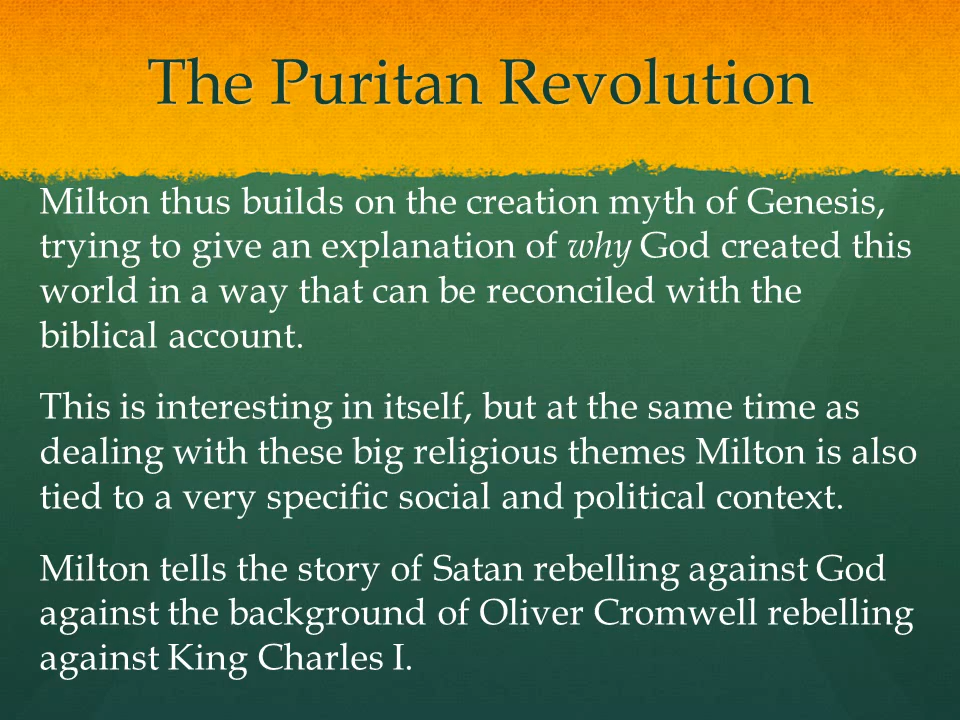 The Puritan Revolution
Milton thus builds on the creation myth of Genesis,
trying to give an explanation of why God created this
world in a way that can be reconciled with the
biblical account.
This is interesting in itself, but at the same time as
dealing with these big religious themes Milton is also
tied to a very specific social and political context.
Milton tells the story of Satan rebelling against God
against the background of Oliver Cromwell rebelling
against King Charles I.